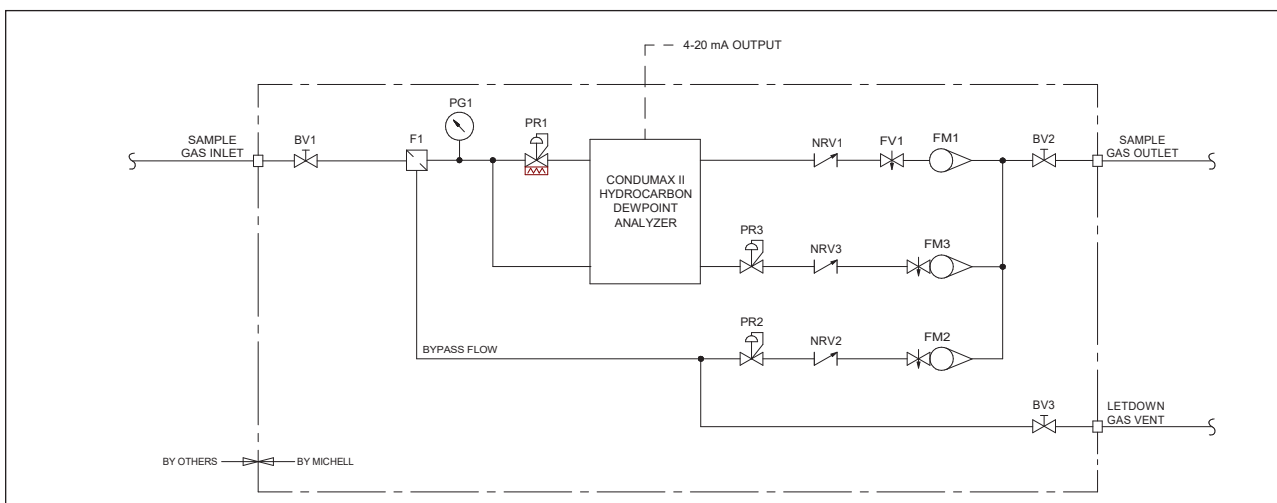 4-20 mA OUTPUT
PG1
PR1
SAMPLE
GAS INLET
BV1
F1
CONDUMAX II
HYDROCARBON
DEWPOINT
ANALYZER
NRV1
FV1
FM1
BV2
SAMPLE
GAS OUTLET
PR3
NRV3
FM3
PR2
NRV2
FM2
BYPASS FLOW
BV3
LETDOWN
GAS VENT
BY OTHERS
BY MICHELL